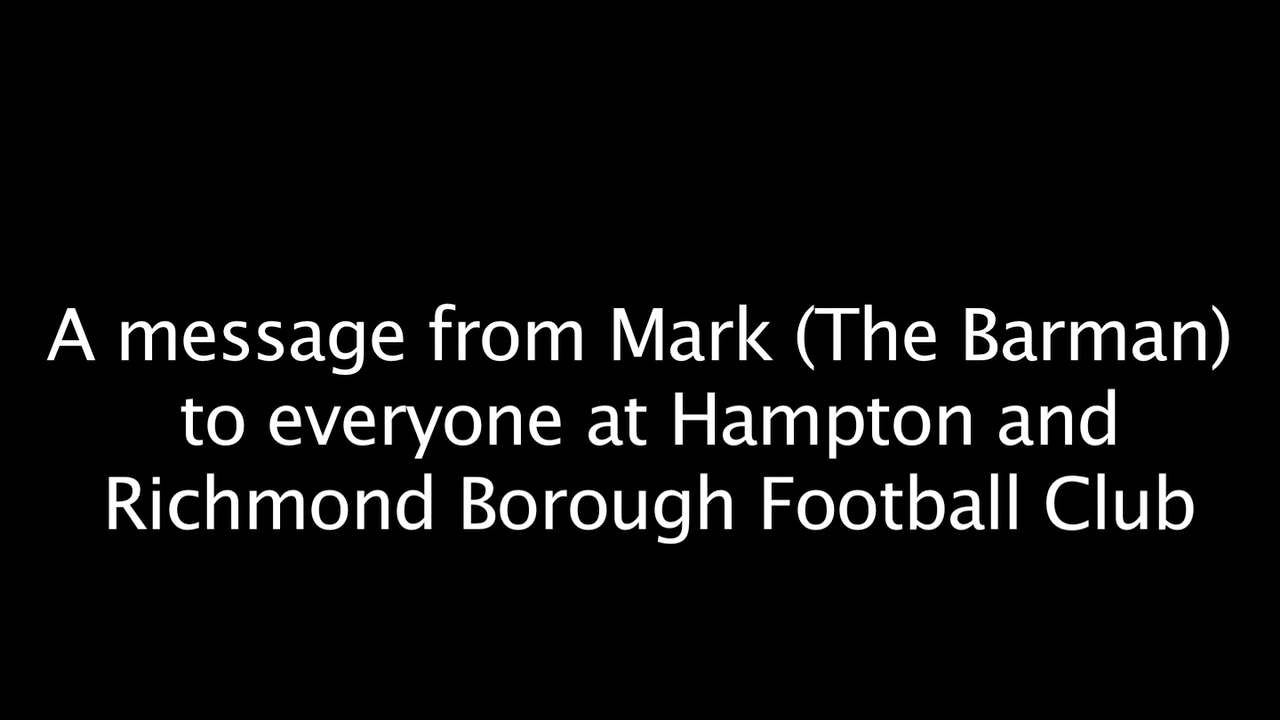 A message from Mark (The Barman)
to everyone at Hampton and
Richmond Borough Football Club